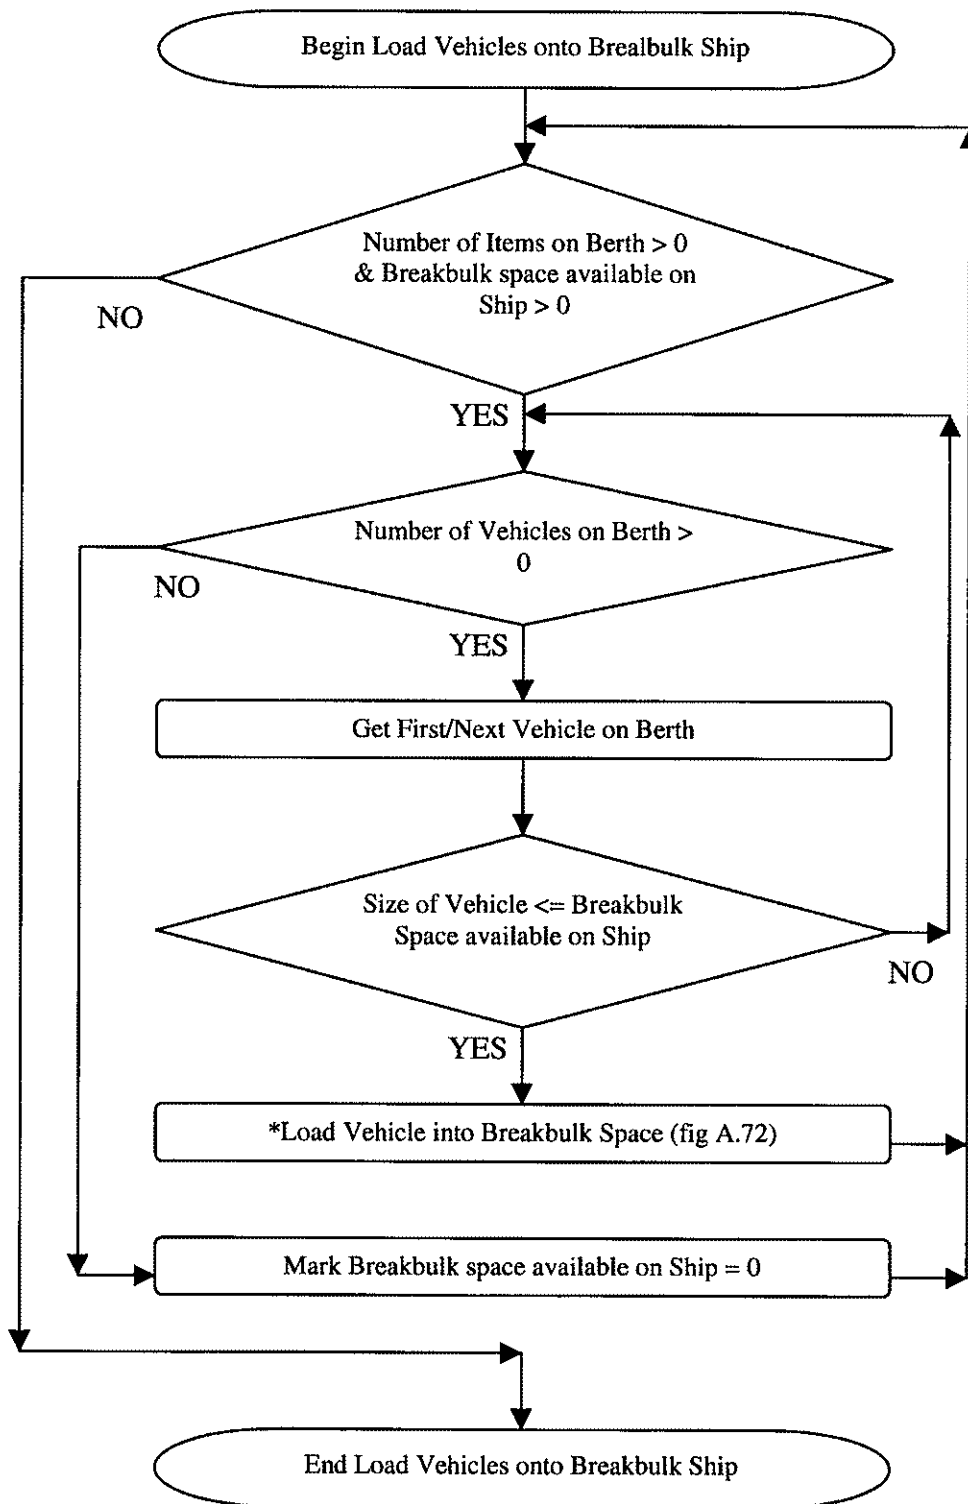 Begin Load Vehicles onto Brealbulk Ship
Number of Items on Berth > 0
& Breakbulk space available on
Ship > 0
NO
YES
Number of Vehicles on Berth >
0
NO
YES
Get First/Next Vehicle on Berth
Size of Vehicle <= Breakbulk
Space available on Ship
NO
YES
*Load Vehicle into Breakbulk Space (fig A.72)
Mark Breakbulk space available on Ship = 0
End Load Vehicles onto Breakbulk Ship